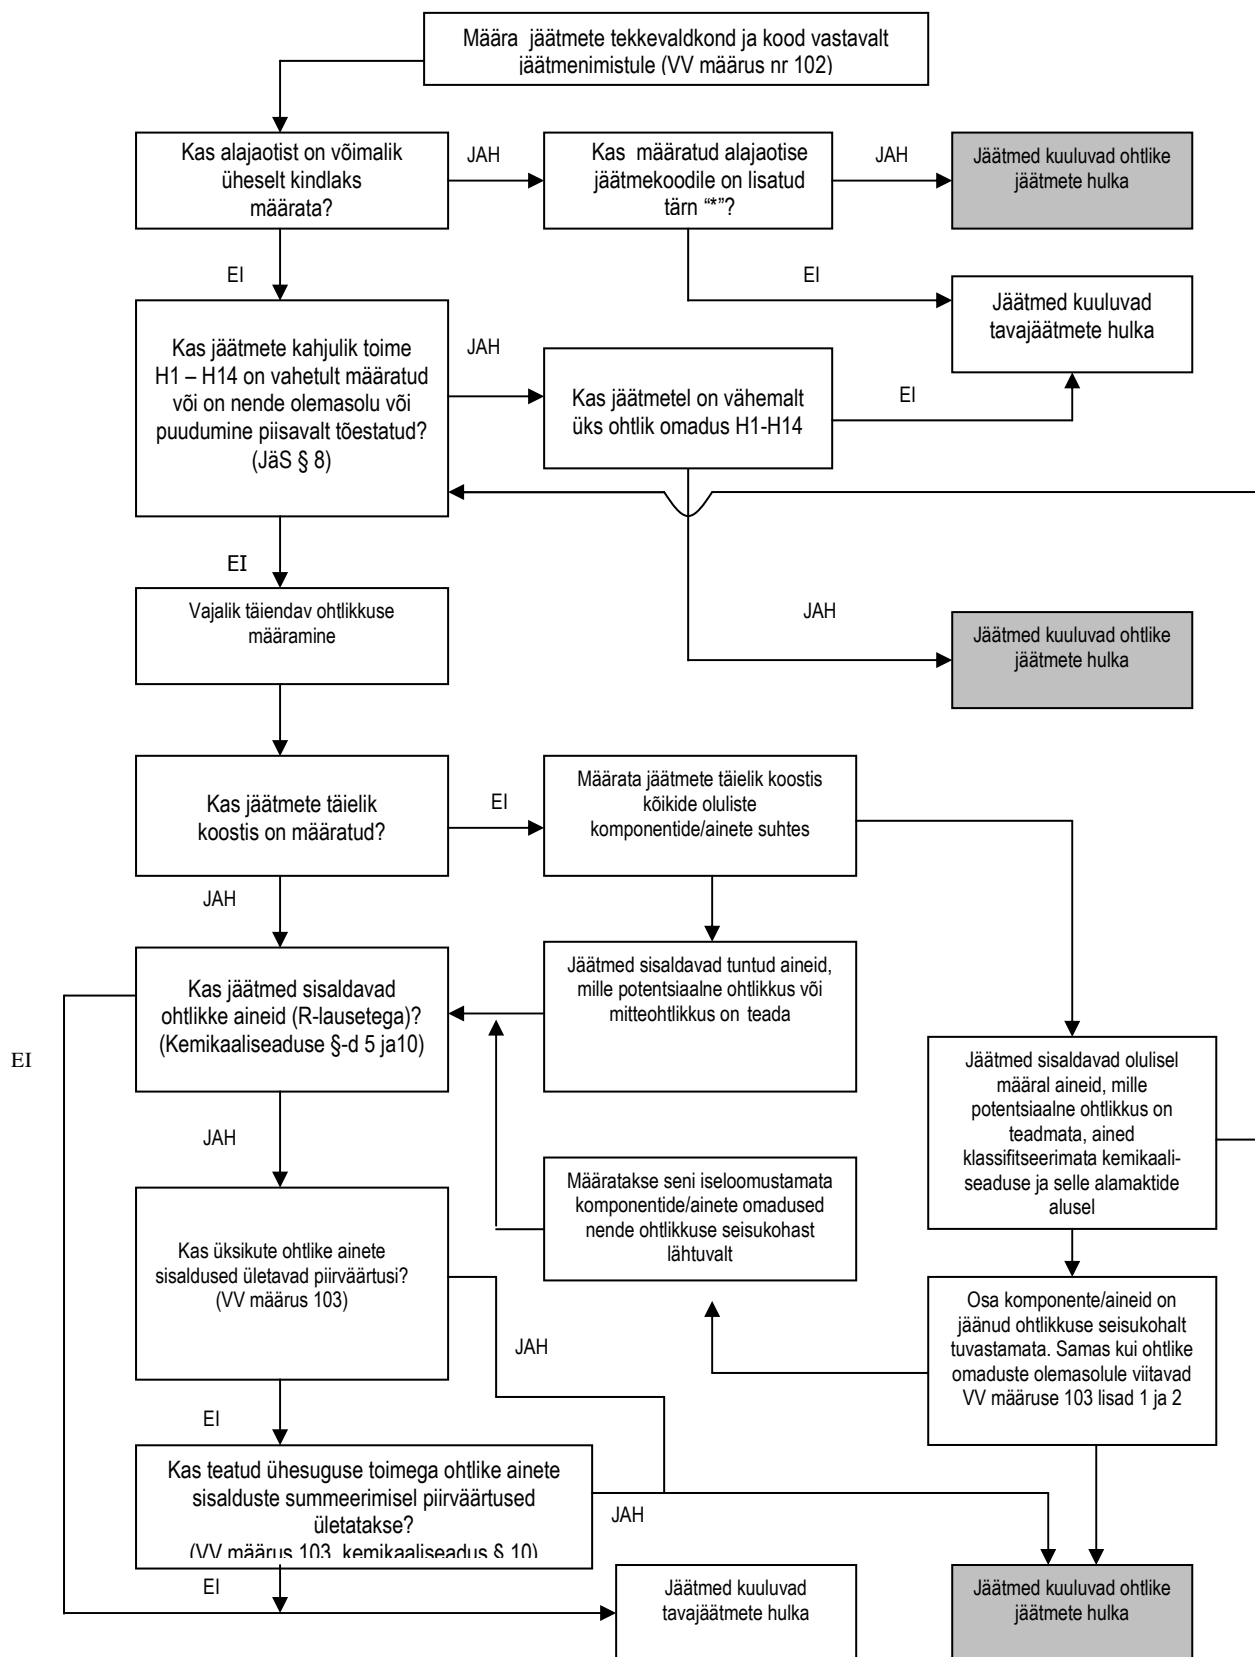 Määra jäätmete tekkevaldkond ja kood vastavalt
jäätmenimistule (VV määrus nr 102)
Kas alajaotist on võimalik
üheselt kindlaks
määrata?
JAH
Kas määratud alajaotise
jäätmekoodile on lisatud
tärn “*”?
JAH
Jäätmed kuuluvad ohtlike
jäätmete hulka
EI
EI
Jäätmed kuuluvad
tavajäätmete hulka
Kas jäätmete kahjulik toime
H1 – H14 on vahetult määratud
või on nende olemasolu või
puudumine piisavalt tõestatud?
(JäS § 8)
JAH
Kas jäätmetel on vähemalt
üks ohtlik omadus H1-H14
EI
EI
JAH
Vajalik täiendav ohtlikkuse
määramine
Jäätmed kuuluvad ohtlike
jäätmete hulka
Kas jäätmete täielik
koostis on määratud?
EI
Määrata jäätmete täielik koostis
kõikide oluliste
komponentide/ainete suhtes
JAH
Kas jäätmed sisaldavad
ohtlikke aineid (R-lausetega)?
(Kemikaaliseaduse §-d 5 ja10)
Jäätmed sisaldavad tuntud aineid,
mille potentsiaalne ohtlikkus või
mitteohtlikkus on teada
EI
Jäätmed sisaldavad olulisel
määral aineid, mille
potentsiaalne ohtlikkus on
teadmata, ained
klassifitseerimata kemikaali-
seaduse ja selle alamaktide
alusel
JAH
Määratakse seni iseloomustamata
komponentide/ainete omadused
nende ohtlikkuse seisukohast
lähtuvalt
Kas üksikute ohtlike ainete
sisaldused ületavad piirväärtusi?
(VV määrus 103)
Osa komponente/aineid on
jäänud ohtlikkuse seisukohalt
tuvastamata. Samas kui ohtlike
omaduste olemasolule viitavad
VV määruse 103 lisad 1 ja 2
JAH
EI
Kas teatud ühesuguse toimega ohtlike ainete
sisalduste summeerimisel piirväärtused
ületatakse?
(VV määrus 103, kemikaaliseadus § 10)
JAH
EI
Jäätmed kuuluvad
tavajäätmete hulka
Jäätmed kuuluvad ohtlike
jäätmete hulka